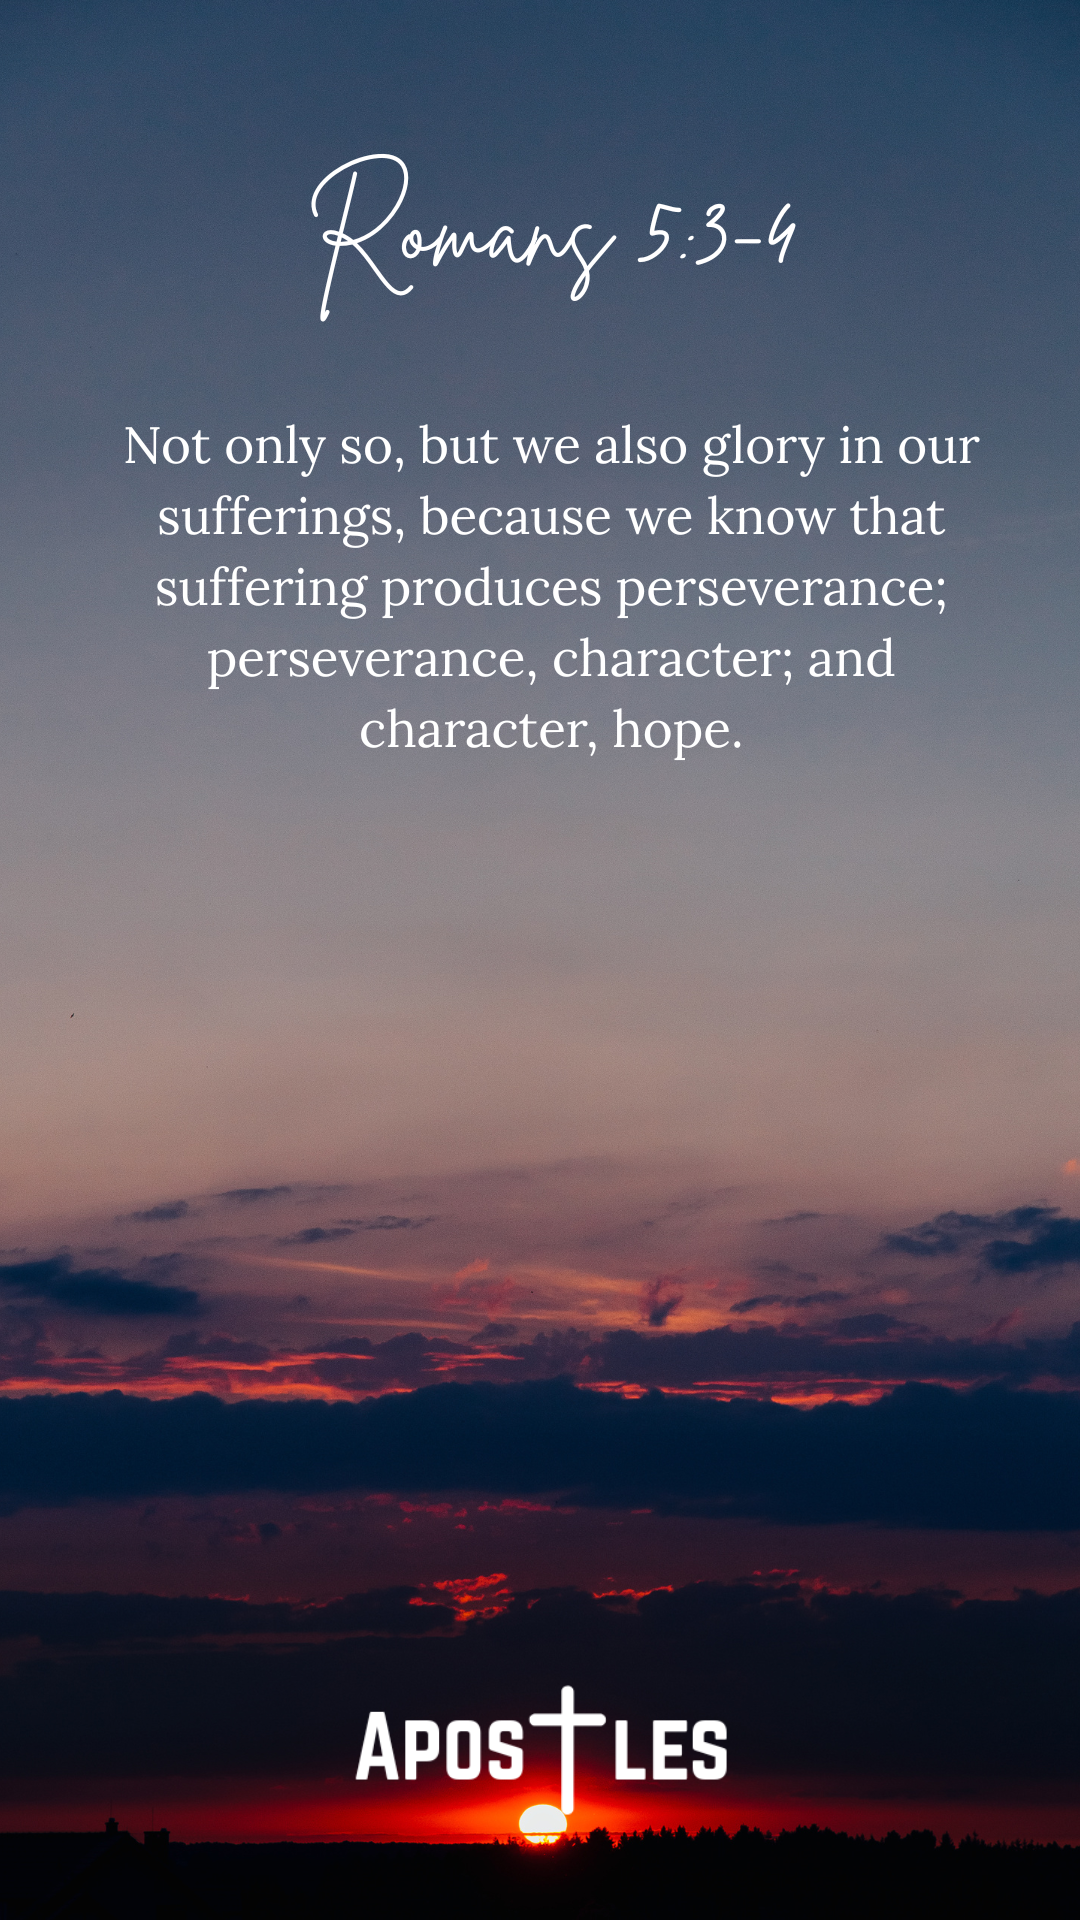 Romans 5:3-4
Not only so, but we also glory in our
sufferings, because we know that
suffering produces perseverance;
perseverance, character; and
character, hope.
APOSTLES